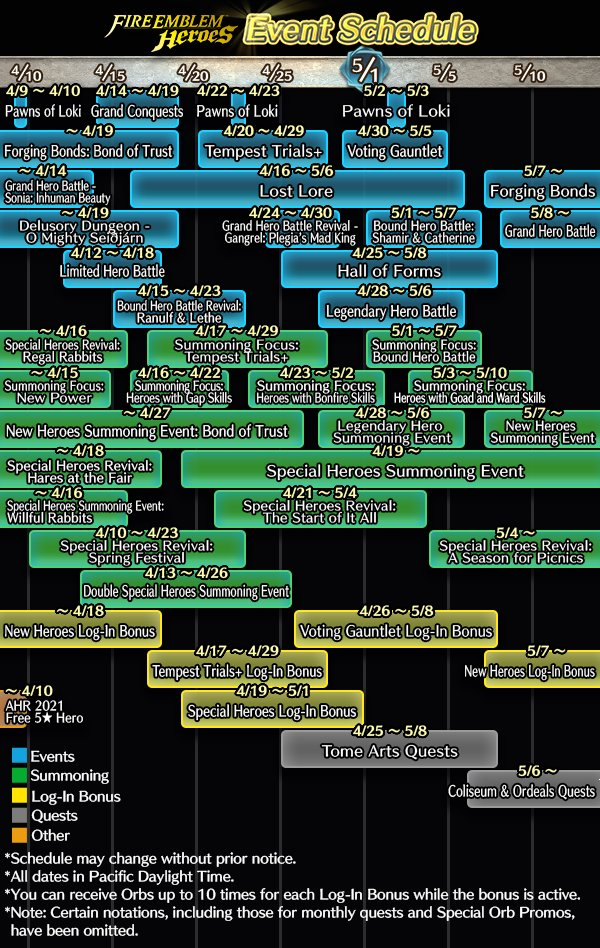 FIRE EMBLEM
Heroes
Event Schedule
4/10 4/15 4/20 4/25 5/1 5/5 5/10
4/9 ～ 4/10 4/14 ～ 4/19 4/22 ～ 4/23 5/2 ～ 5/3
Pawns of Loki Grand Conquests Pawns of Loki Pawns of Loki
～ 4/19 4/20 ～ 4/29 4/30 ～ 5/5
Forging Bonds: Bond of Trust Tempest Trials+ Voting Gauntlet
～ 4/14 4/16 ～ 5/6 5/7 ～
Grand Hero Battle -
Sonia: Inhuman Beauty
Lost Lore
Forging Bonds
～ 4/19 4/24 ～ 4/30 5/1 ～ 5/7 5/8 ～
Delusory Dungeon -
O Mighty Seiðjárn
Grand Hero Battle Revival -
Gangrel: Plegia's Mad King
Bound Hero Battle:
Shamir & Catherine
Grand Hero Battle
4/12 ～ 4/18 4/25 ～ 5/8
Limited Hero Battle Hall of Forms
4/15 ～ 4/23 4/28 ～ 5/6
Bound Hero Battle Revival:
Ranulf & Lethe
Legendary Hero Battle
～ 4/16 4/17 ～ 4/29 5/1 ～ 5/7
Special Heroes Revival:
Regal Rabbits
Summoning Focus:
Tempest Trials+
Summoning Focus:
Bound Hero Battle
～ 4/15 4/16 ～ 4/22 4/23 ～ 5/2 5/3 ～ 5/10
Summoning Focus:
New Power
Summoning Focus:
Heroes with Gap Skills
Summoning Focus:
Heroes with Bonfire Skills
Summoning Focus:
Heroes with Goad and Ward Skills
～ 4/27 4/28 ～ 5/6 5/7 ～
New Heroes Summoning Event: Bond of Trust
Legendary Hero
Summoning Event
New Heroes
Summoning Event
～ 4/18 4/19 ～
Special Heroes Revival:
Hares at the Fair
Special Heroes Summoning Event
～ 4/16 4/21 ～ 5/4
Special Heroes Summoning Event:
Willful Rabbits
Special Heroes Revival:
The Start of It All
4/10 ～ 4/23 5/4 ～
Special Heroes Revival:
Spring Festival
Special Heroes Revival:
A Season for Picnics
4/13 ～ 4/26
Double Special Heroes Summoning Event
～ 4/18 4/26 ～ 5/8
New Heroes Log-In Bonus Voting Gauntlet Log-In Bonus
4/17 ～ 4/29 5/7 ～
Tempest Trials+ Log-In Bonus New Heroes Log-In Bonus
～ 4/10 4/19 ～ 5/1
AHR 2021
Free 5★ Hero
Special Heroes Log-In Bonus
4/25 ～ 5/8
Tome Arts Quests
5/6 ～
Coliseum & Ordeals Quests
Events
Summoning
Log-In Bonus
Quests
Other
*Schedule may change without prior notice.
*All dates in Pacific Daylight Time.
*You can receive Orbs up to 10 times for each Log-In Bonus while the bonus is active.
*Note: Certain notations, including those for monthly quests and Special Orb Promos,
have been omitted.